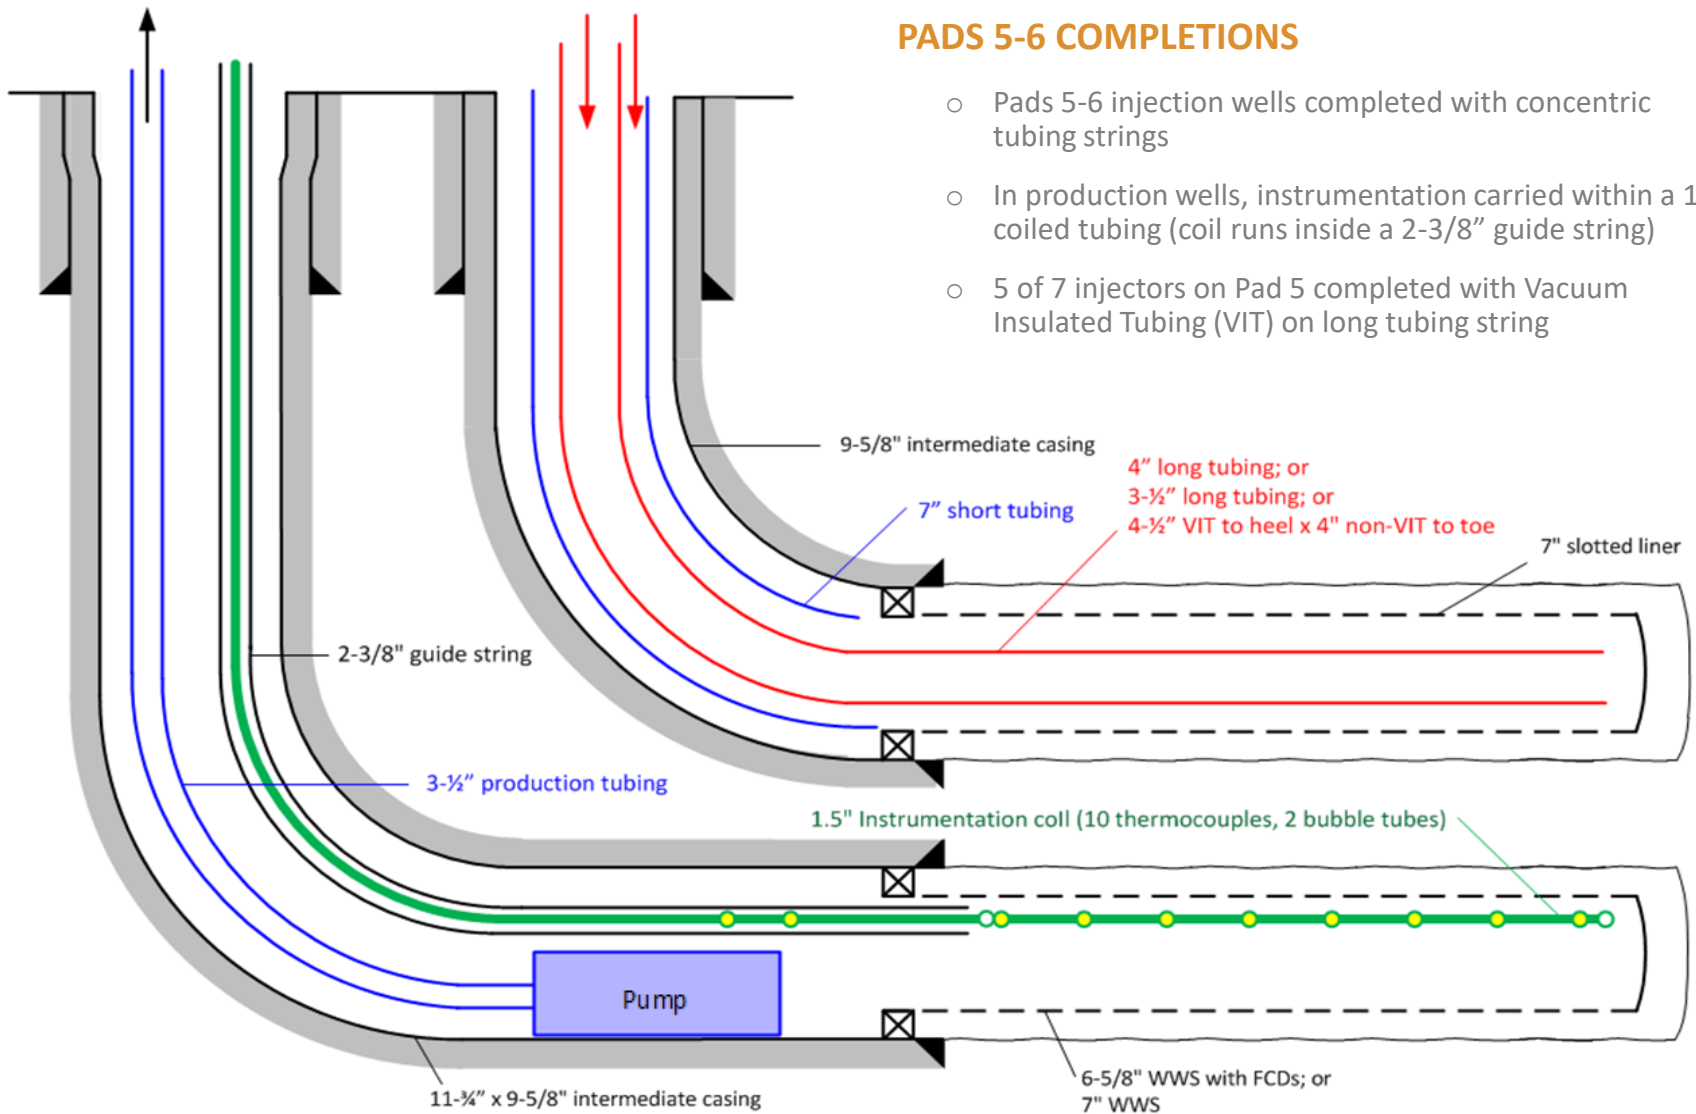 PADS 5-6 COMPLETIONS
○ Pads 5-6 injection wells completed with concentric
tubing strings
○ In production wells, instrumentation carried within a 1
coiled tubing (coil runs inside a 2-3/8” guide string)
○ 5 of 7 injectors on Pad 5 completed with Vacuum
Insulated Tubing (VIT) on long tubing string
9-5/8" intermediate casing
4” long tubing; or
3-½” long tubing; or
4-½” VIT to heel x 4" non-VIT to toe
7” short tubing
7" slotted liner
2-3/8" guide string
3-½” production tubing
1.5" Instrumentation coil (10 thermocouples, 2 bubble tubes)
Pump
11-¾” x 9-5/8" intermediate casing
6-5/8" WWS with FCDs; or
7" WWS